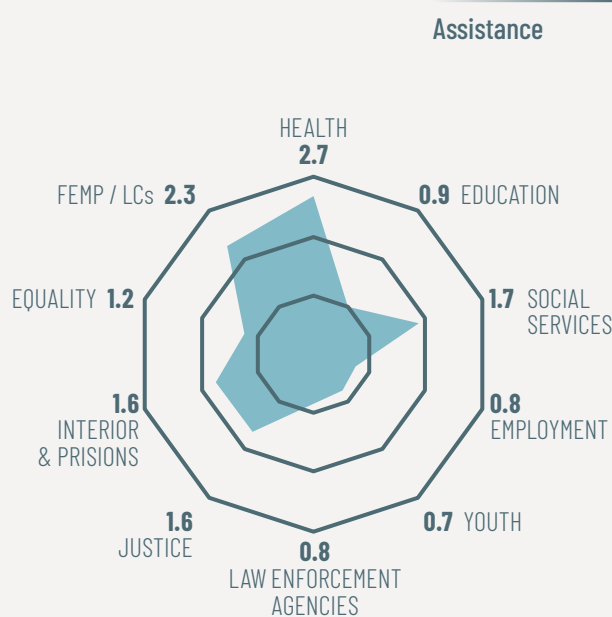 Assistance
HEALTH
2.7
FEMP / LCs 2.3
0.9 EDUCATION
EQUALITY 1.2
1.7 SOCIAL
SERVICES
1.6
INTERIOR
& PRISIONS
0.8
EMPLOYMENT
1.6
JUSTICE
0.7 YOUTH
0.8
LAW ENFORCEMENT
AGENCIES